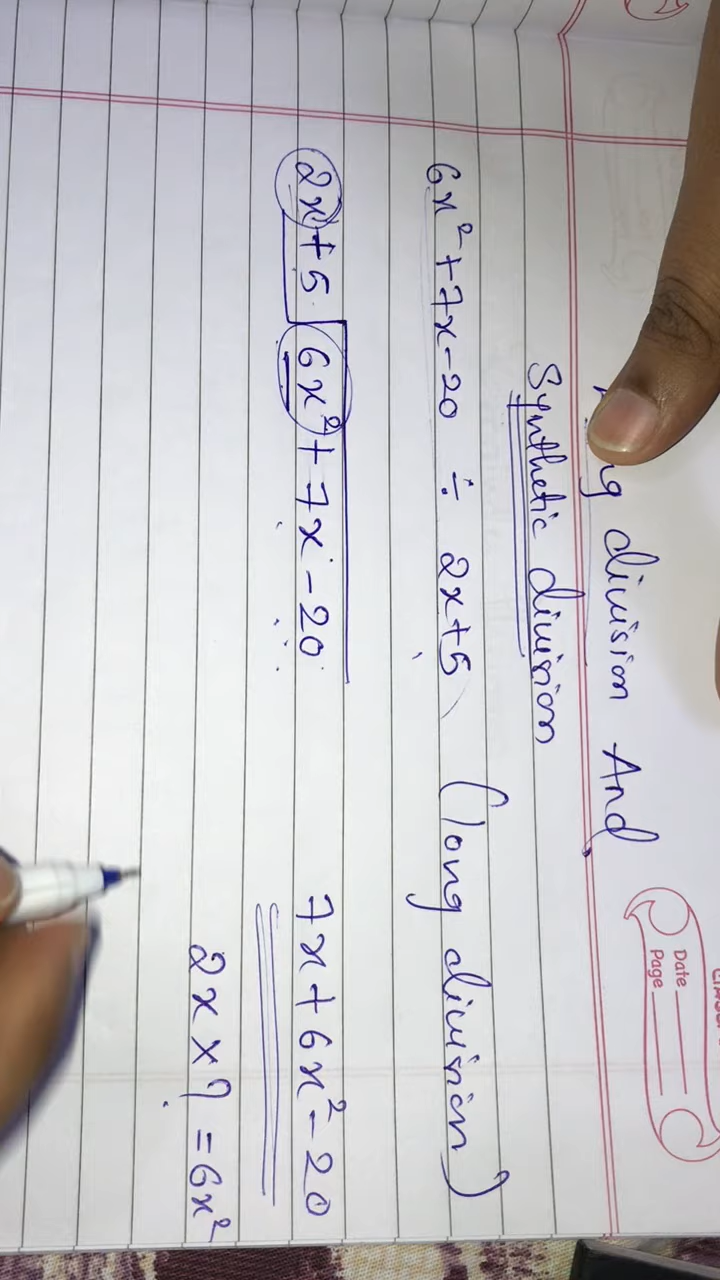 division And
Synthetic division
Date
Page
6x² + 7x - 20 ÷ 2x+5 (long division)
2x + 5 6x² + 7x - 20
7x + 6x² - 20
2x × ? = 6x²